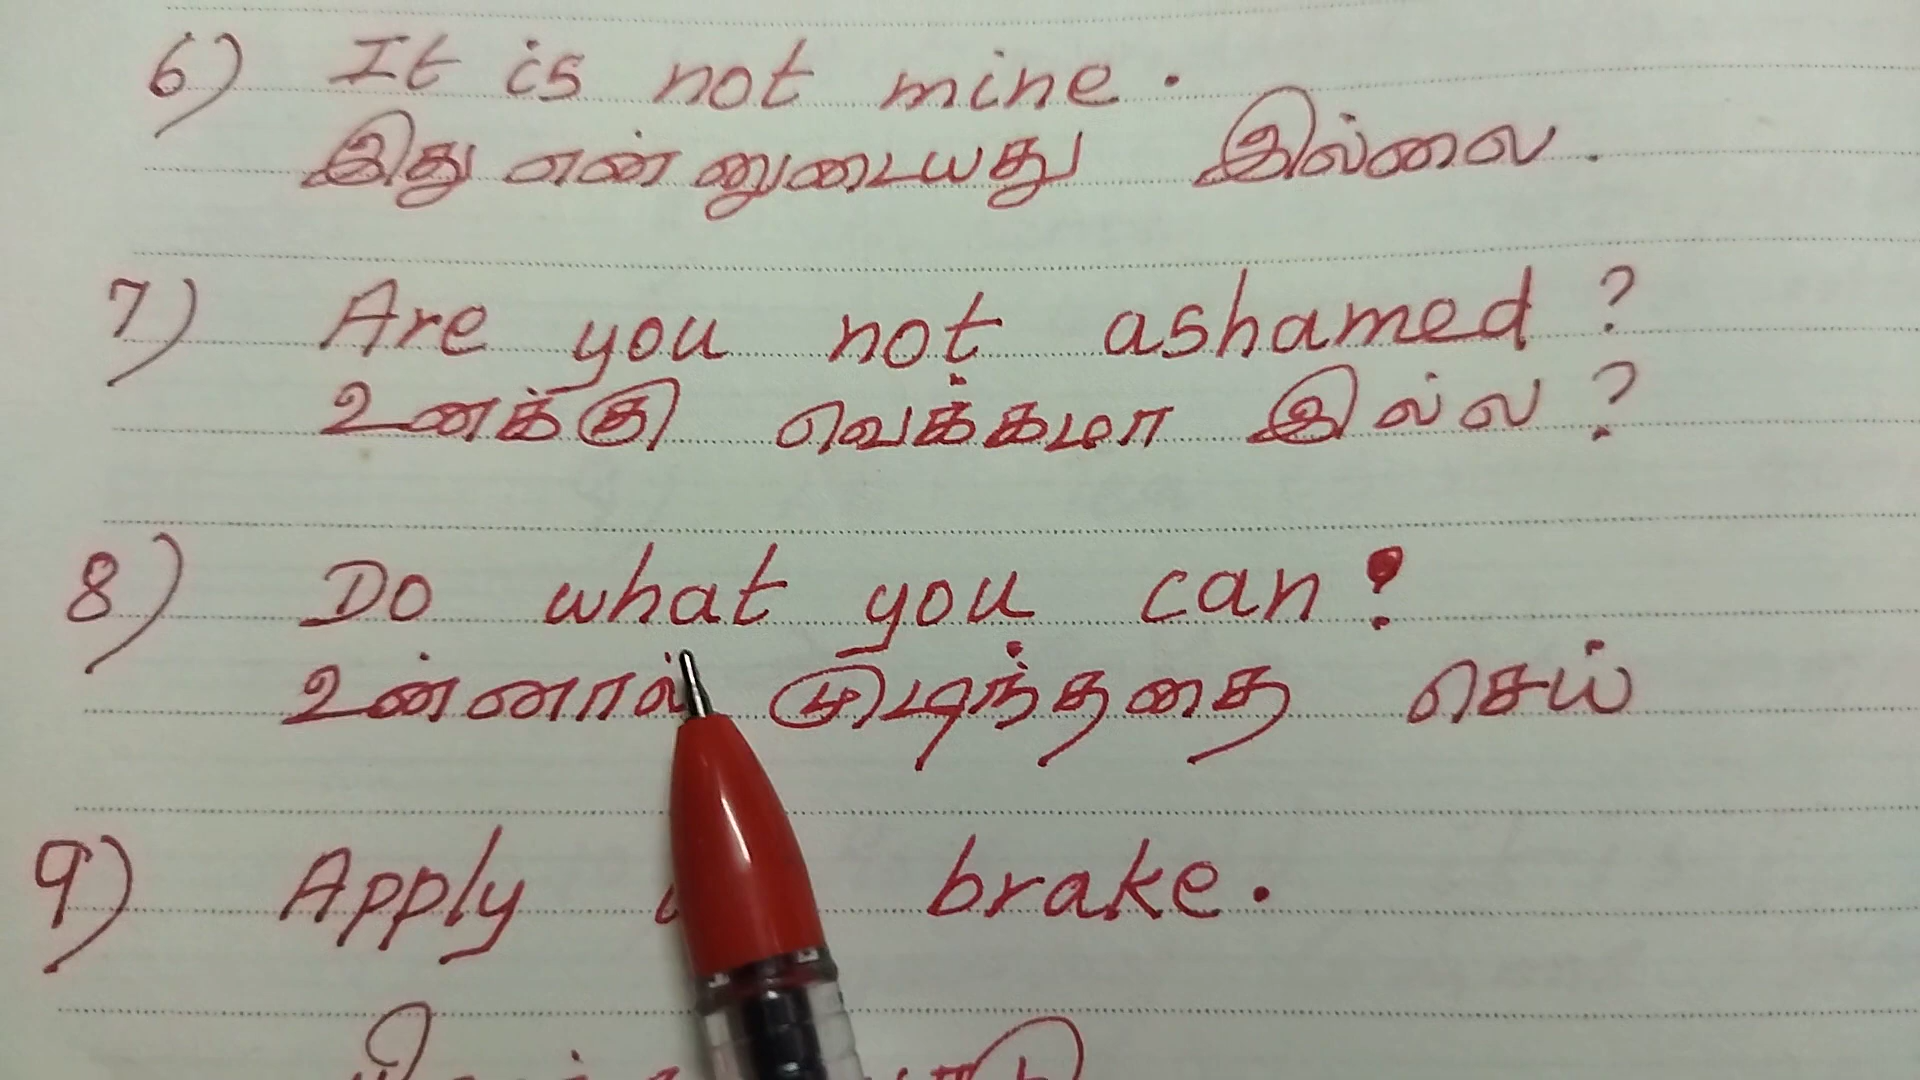 6) It is not mine.
இது என்னுடையது இல்லை.
7) Are you not ashamed?
உனக்கு வெக்கமா இல்ல?
8) Do what you can!
உன்னால் முடிந்ததை செய்
9) Apply brake.